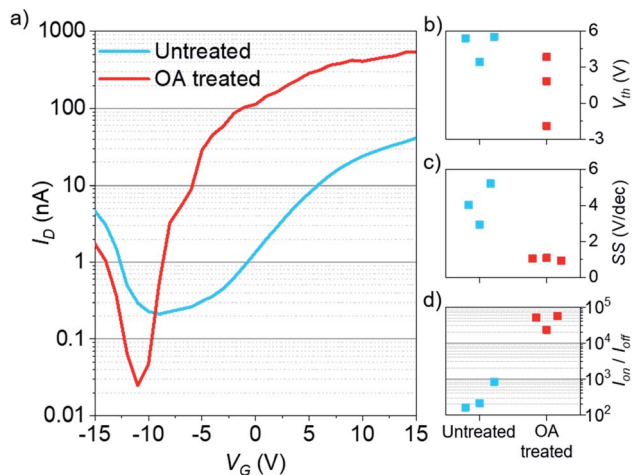 a)
1000
100
10
1
0.1
0.01
I_D (nA)
Untreated
OA treated
-15
-10
-5
0
5
10
15
V_G (V)
b)
6
3
0
-3
V_th (V)
c)
6
4
2
0
SS (V/dec)
d)
10^5
10^4
10^3
10^2
I_on / I_off
Untreated
OA
treated